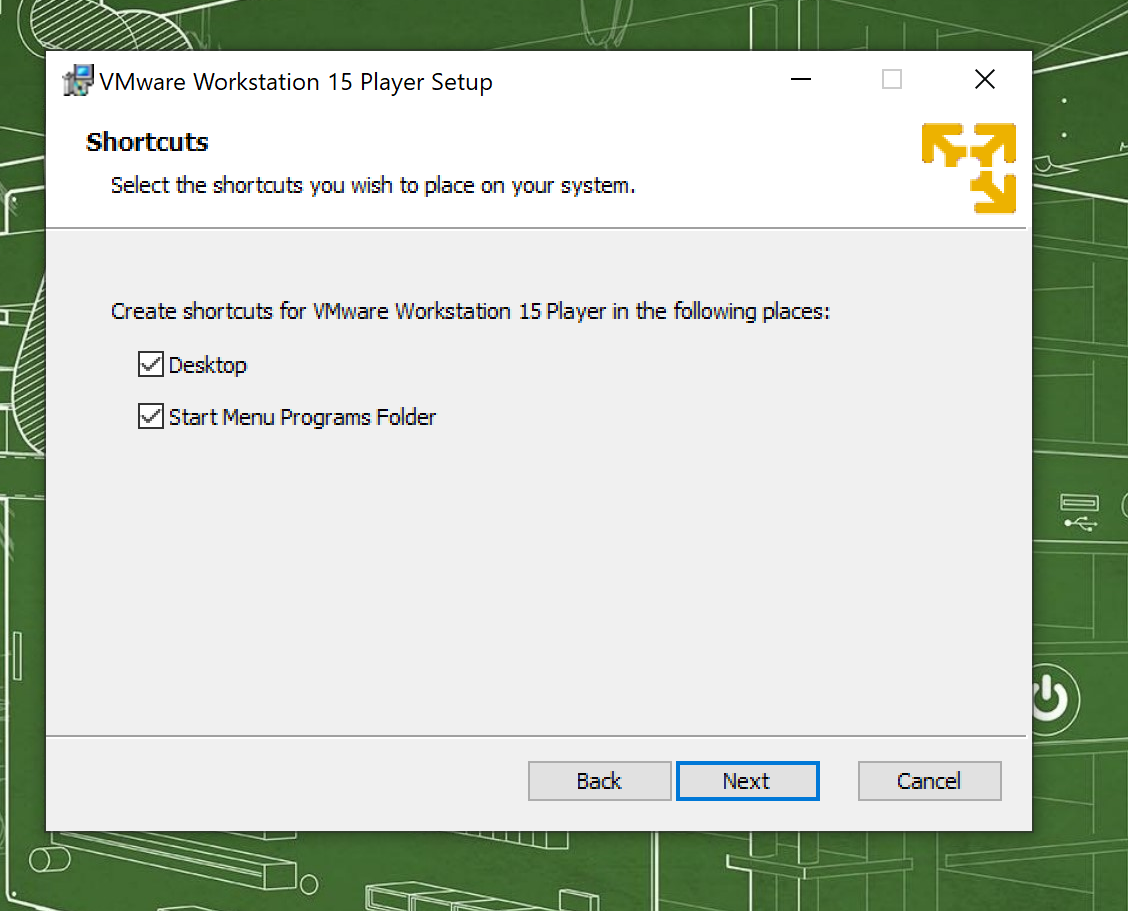 VMware Workstation 15 Player Setup
Shortcuts
Select the shortcuts you wish to place on your system.
Create shortcuts for VMware Workstation 15 Player in the following places:
Desktop
Start Menu Programs Folder
Back Next Cancel